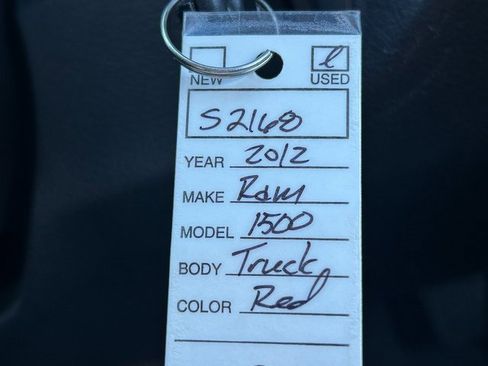 NEW USED
S2168
YEAR 2012
MAKE Ram
MODEL 1500
BODY Truck
COLOR Red